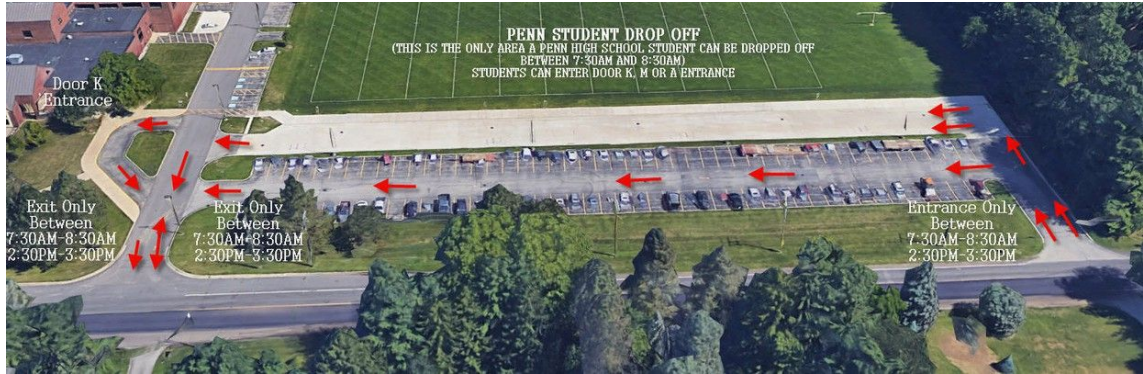 PENN STUDENT DROP OFF
(THIS IS THE ONLY AREA A PENN HIGH SCHOOL STUDENT CAN BE DROPPED OFF
BETWEEN 7:30AM AND 8:30AM)
STUDENTS CAN ENTER DOOR K, M OR A ENTRANCE
Door K
Entrance
Exit Only
Between
7:30AM-8:30AM
2:30PM-3:30PM
Exit Only
Between
7:30AM-8:30AM
2:30PM-3:30PM
Entrance Only
Between
7:30AM-8:30AM
2:30PM-3:30PM